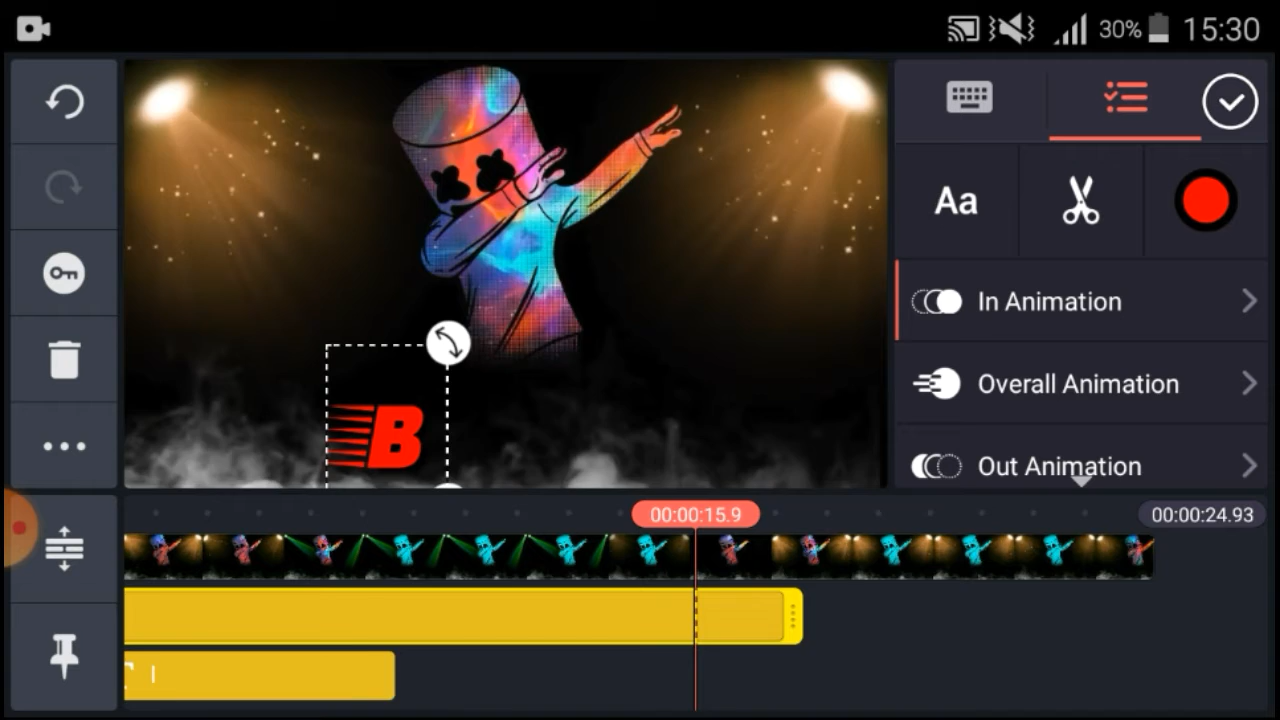 30% 15:30
Aa
In Animation
Overall Animation
B
Out Animation
00:00:15.9
00:00:24.93
I